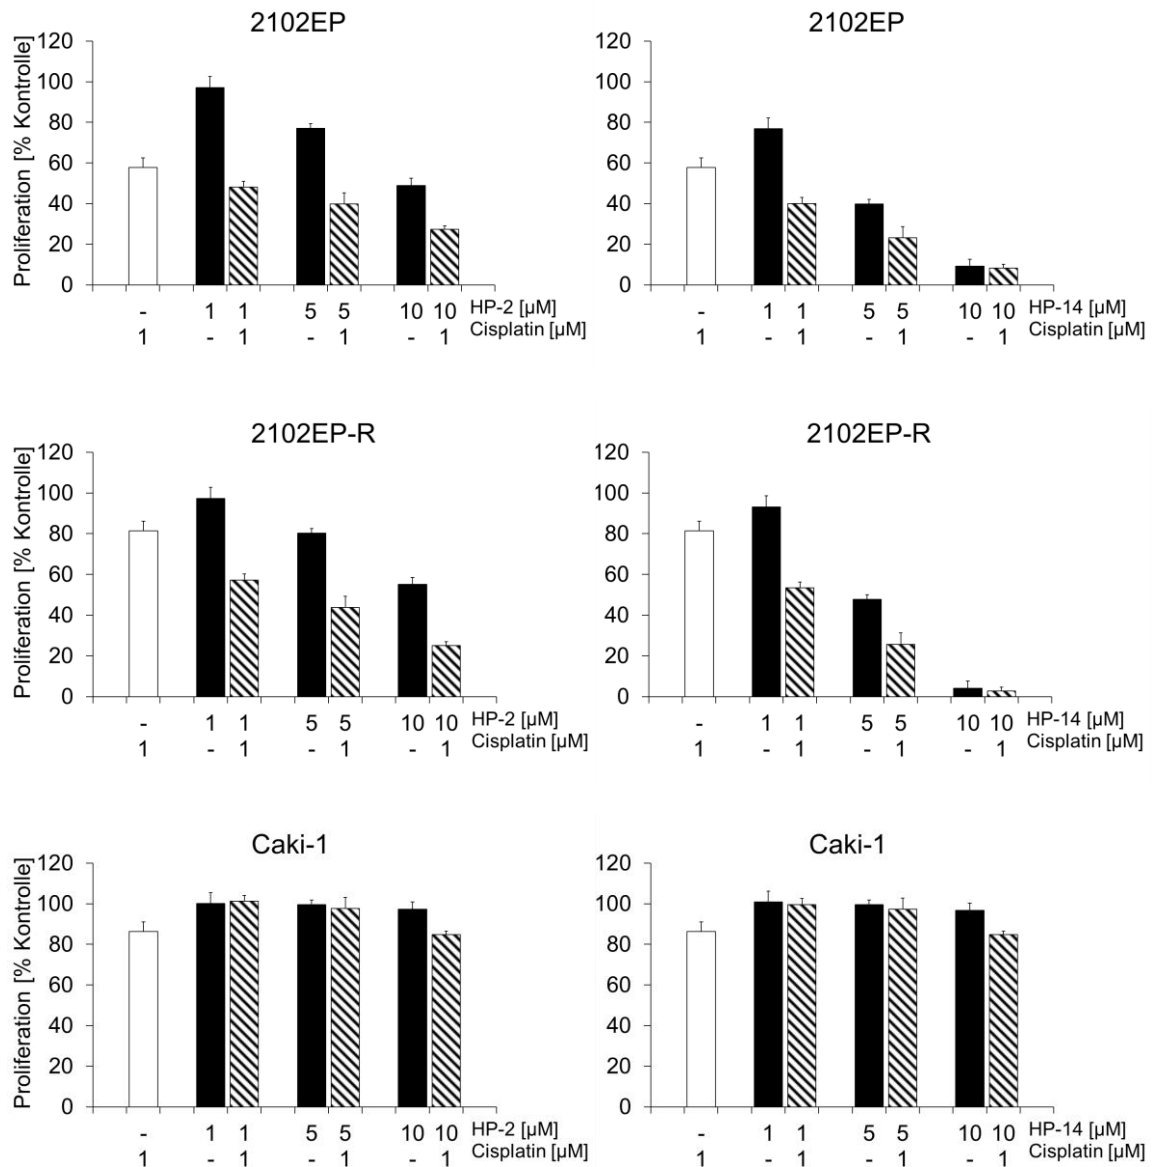 2102EP
Proliferation [% Kontrolle]
120
100
80
60
40
20
0
- 1 1 5 5 10 10 HP-2 [µM]
1 - 1 - 1 - 1 Cisplatin [µM]
2102EP
120
100
80
60
40
20
0
- 1 1 5 5 10 10 HP-14 [µM]
1 - 1 - 1 - 1 Cisplatin [µM]
2102EP-R
Proliferation [% Kontrolle]
120
100
80
60
40
20
0
- 1 1 5 5 10 10 HP-2 [µM]
1 - 1 - 1 - 1 Cisplatin [µM]
2102EP-R
120
100
80
60
40
20
0
- 1 1 5 5 10 10 HP-14 [µM]
1 - 1 - 1 - 1 Cisplatin [µM]
Caki-1
Proliferation [% Kontrolle]
120
100
80
60
40
20
0
- 1 1 5 5 10 10 HP-2 [µM]
1 - 1 - 1 - 1 Cisplatin [µM]
Caki-1
120
100
80
60
40
20
0
- 1 1 5 5 10 10 HP-14 [µM]
1 - 1 - 1 - 1 Cisplatin [µM]